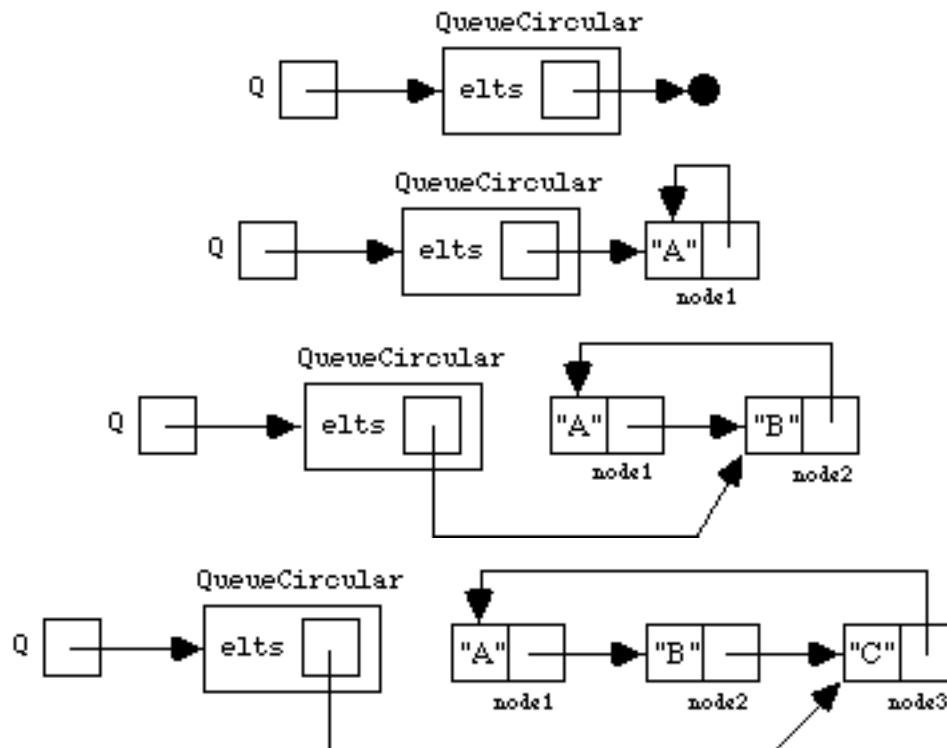 QueueCircular
Q
elts
QueueCircular
Q
elts
"A"
node1
QueueCircular
Q
elts
"A"
"B"
node1
node2
QueueCircular
Q
elts
"A"
"B"
"C"
node1
node2
node3